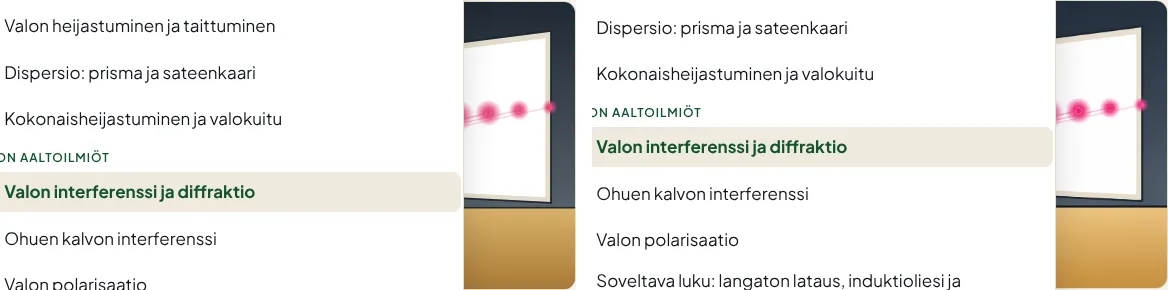 Valon heijastuminen ja taittuminen
Dispersio: prisma ja sateenkaari
Kokonaisheijastuminen ja valokuitu
ON AALTOILMIÖT
Valon interferenssi ja diffraktio
Ohuen kalvon interferenssi
Valon polarisaatio
Dispersio: prisma ja sateenkaari
Kokonaisheijastuminen ja valokuitu
ON AALTOILMIÖT
Valon interferenssi ja diffraktio
Ohuen kalvon interferenssi
Valon polarisaatio
Soveltava luku: langaton lataus, induktioliesi ja